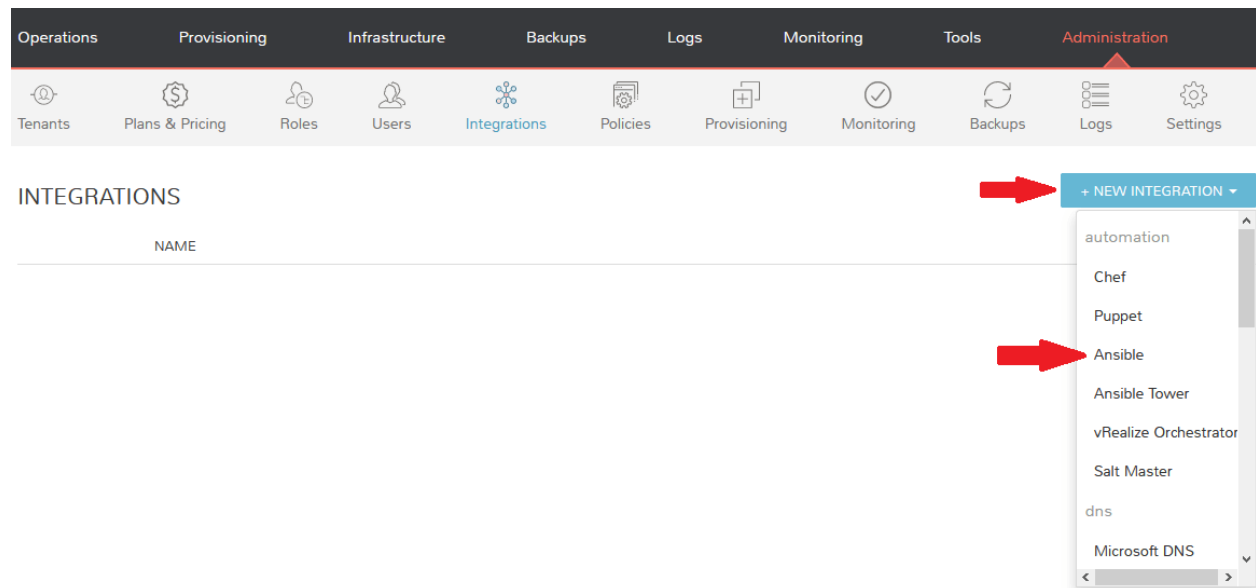 Operations Provisioning Infrastructure Backups Logs Monitoring Tools Administration
Tenants Plans & Pricing Roles Users Integrations Policies Provisioning Monitoring Backups Logs Settings
INTEGRATIONS
+ NEW INTEGRATION
NAME
automation
Chef
Puppet
Ansible
Ansible Tower
vRealize Orchestrator
Salt Master
dns
Microsoft DNS